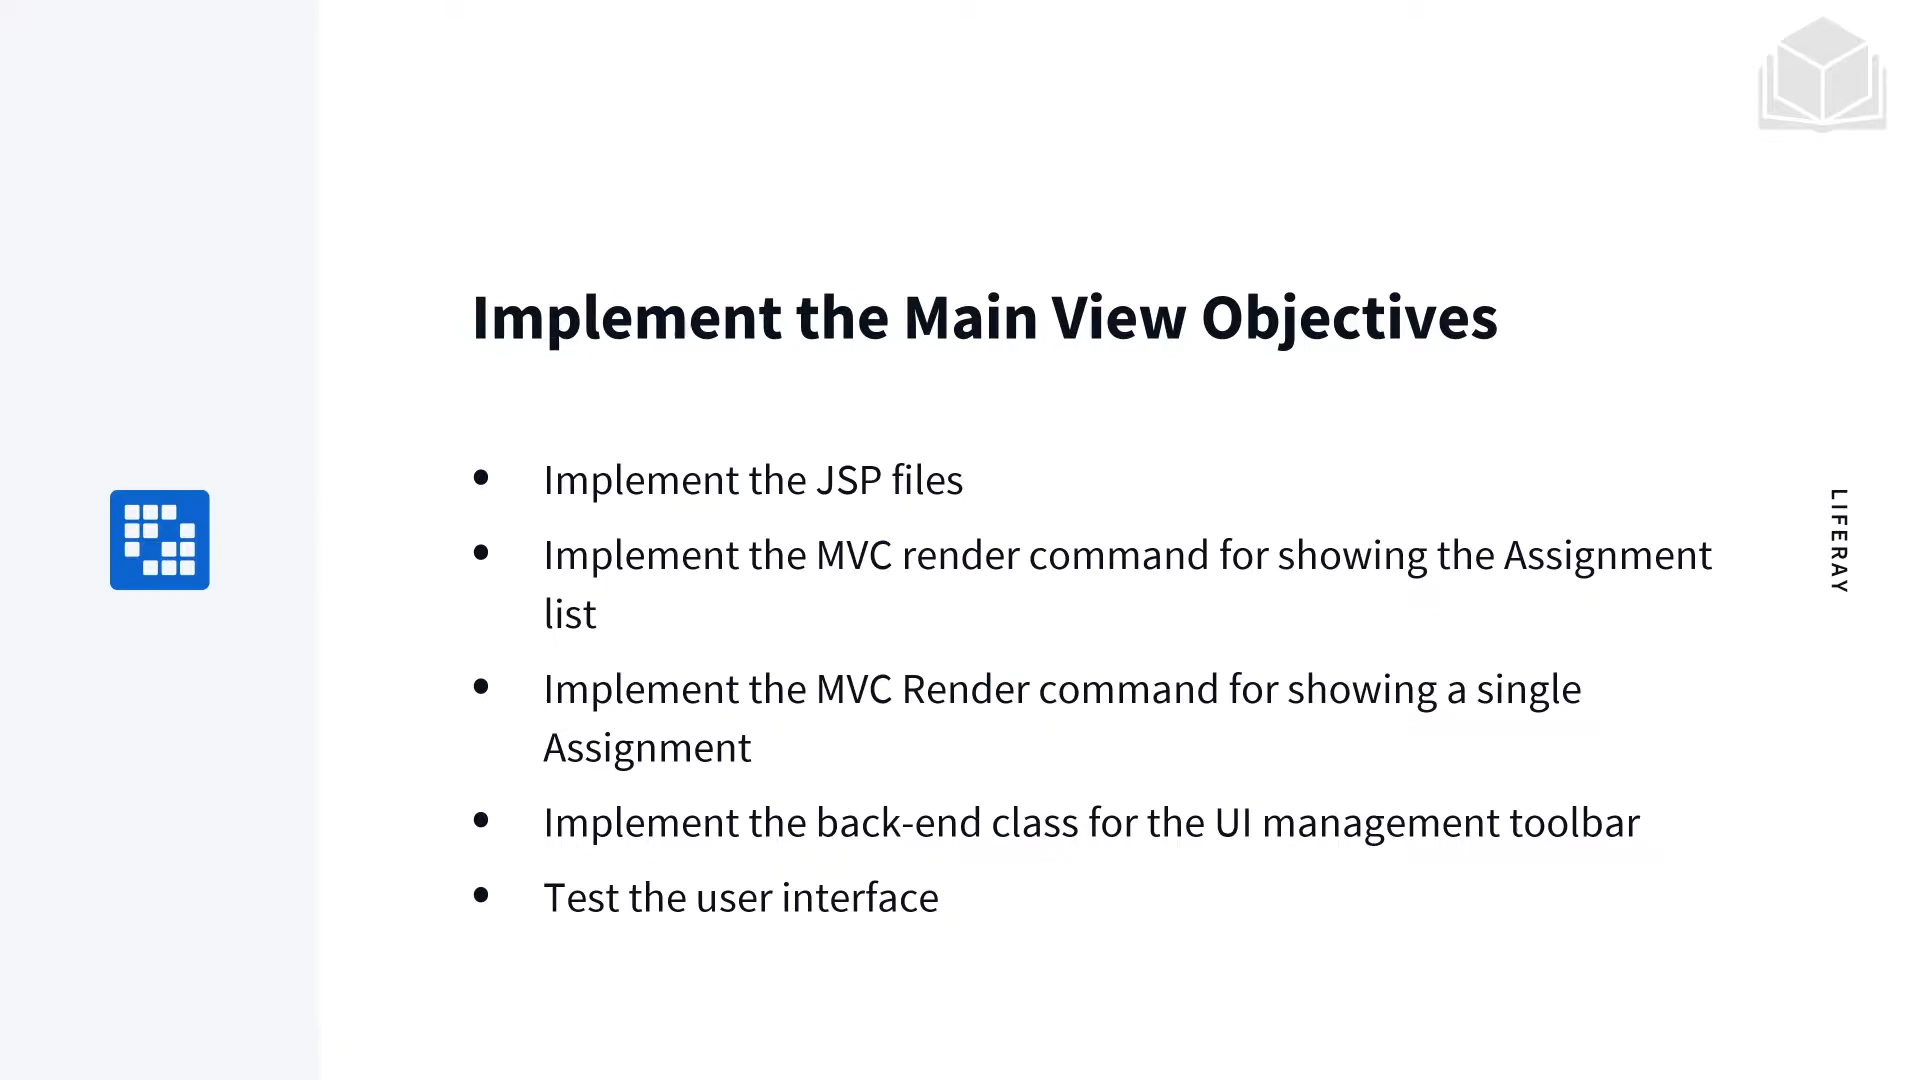 Implement the Main View Objectives
• Implement the JSP files
• Implement the MVC render command for showing the Assignment
list
• Implement the MVC Render command for showing a single
Assignment
• Implement the back-end class for the UI management toolbar
• Test the user interface
LIFERAY